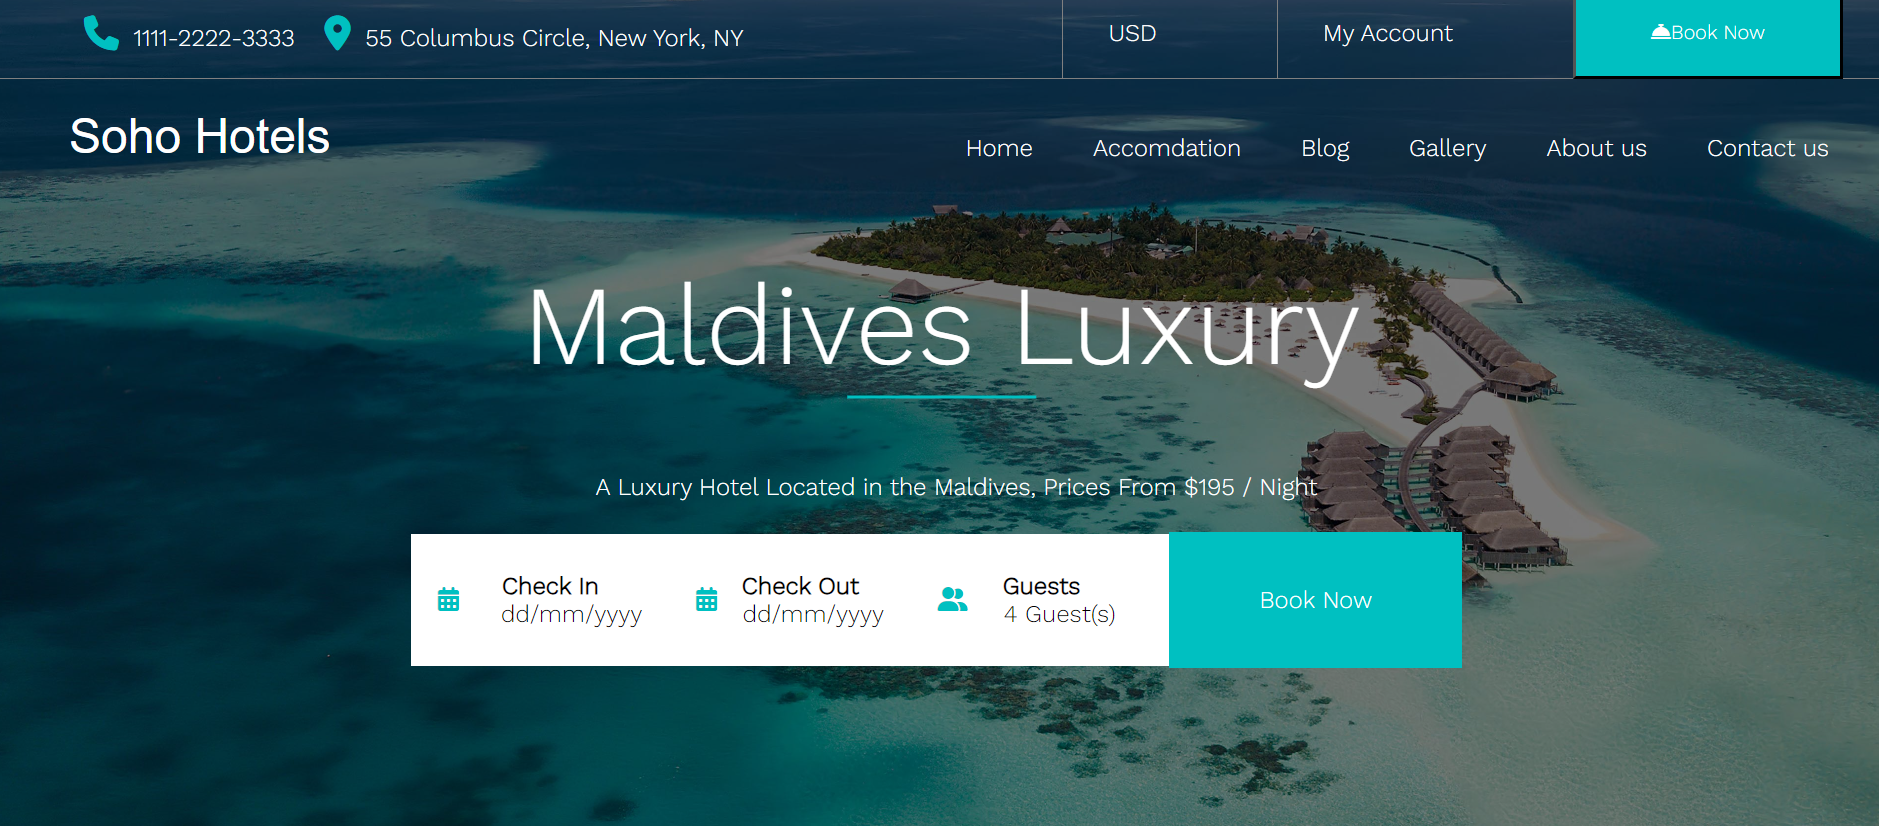 1111-2222-3333 55 Columbus Circle, New York, NY USD My Account Book Now
Soho Hotels
Home Accomdation Blog Gallery About us Contact us
Maldives Luxury
A Luxury Hotel Located in the Maldives, Prices From $195 / Night
Check In Check Out Guests
dd/mm/yyyy dd/mm/yyyy 4 Guest(s)
Book Now